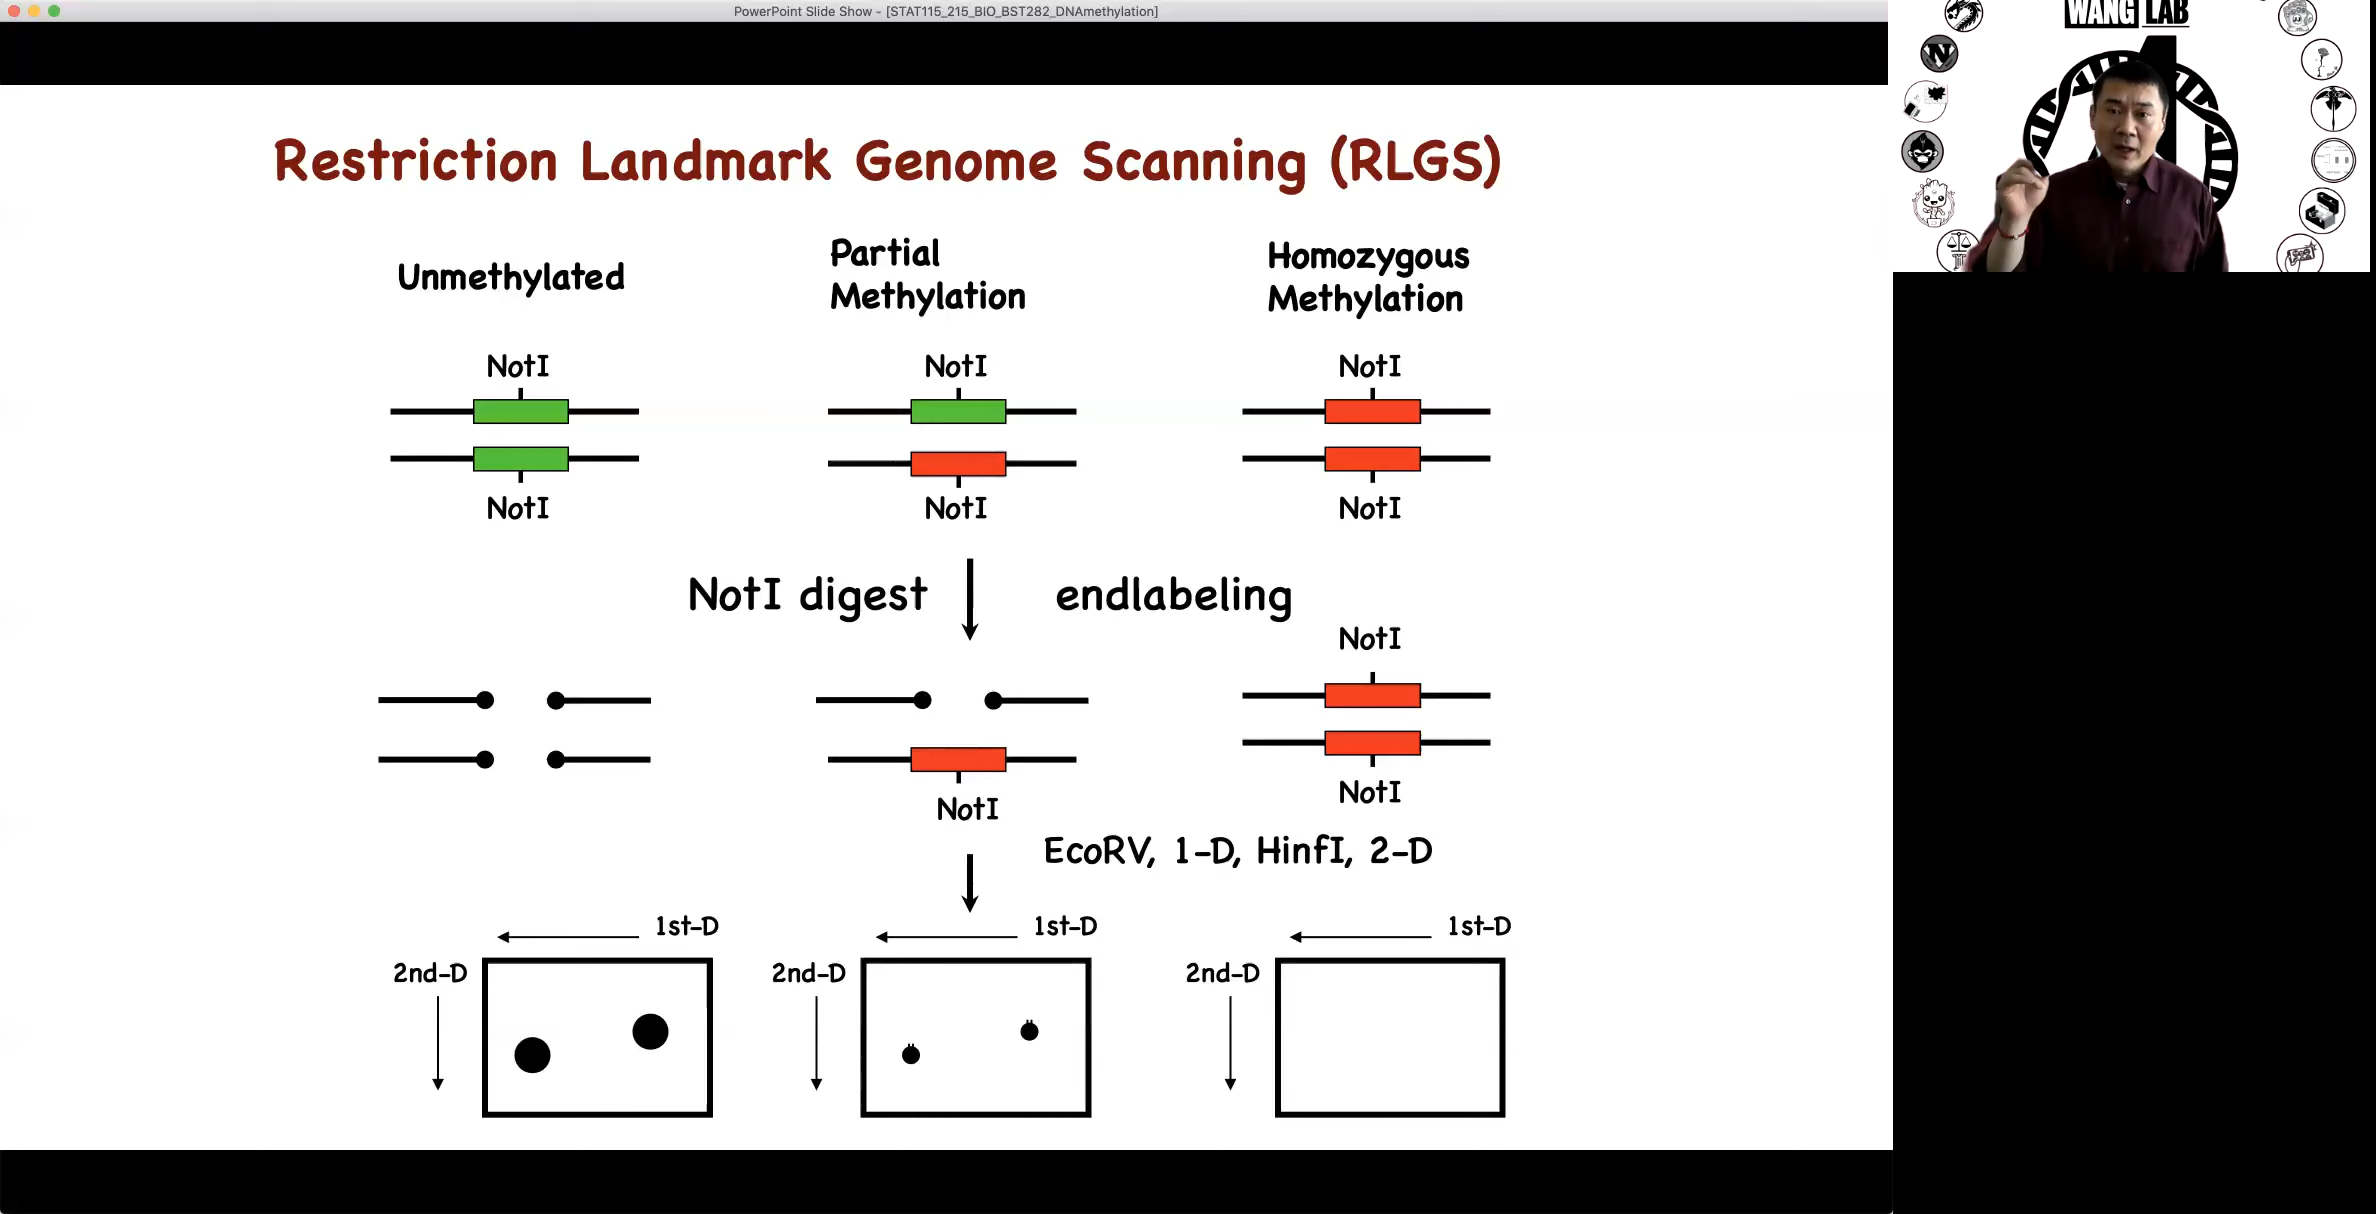 PowerPoint Slide Show - [STAT115_215_BIO_BST282_DNAmethylation]
WANG LAB
Restriction Landmark Genome Scanning (RLGS)
Unmethylated
Partial
Methylation
Homozygous
Methylation
NotI
NotI
NotI
NotI
NotI
NotI
NotI digest
endlabeling
NotI
NotI
NotI
EcoRV, 1-D, HinfI, 2-D
1st-D
1st-D
1st-D
2nd-D
2nd-D
2nd-D